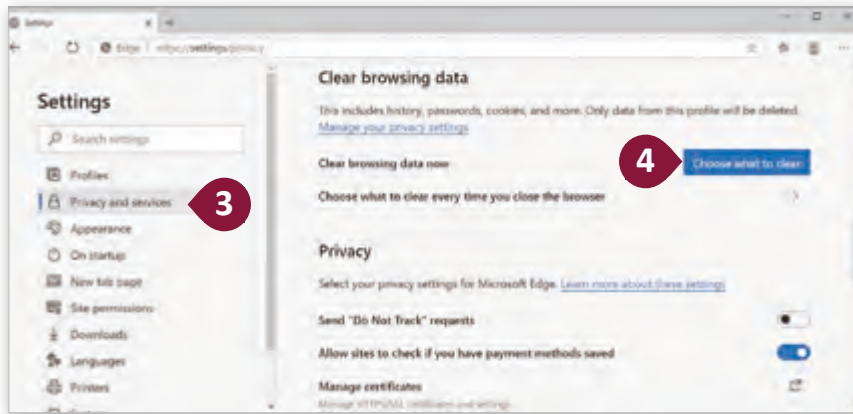 Settings
Edge edge://settings/privacy
Settings
Search settings
Profiles
Privacy and services
3
Appearance
On startup
New tab page
Site permissions
Downloads
Languages
Printers
Clear browsing data
This includes history, passwords, cookies, and more. Only data from this profile will be deleted.
Manage your privacy settings
Clear browsing data now
4
Choose what to clear
Choose what to clear every time you close the browser
Privacy
Select your privacy settings for Microsoft Edge. Learn more about these settings
Send "Do Not Track" requests
Allow sites to check if you have payment methods saved
Manage certificates
Manage HTTPS/SSL certificates and settings